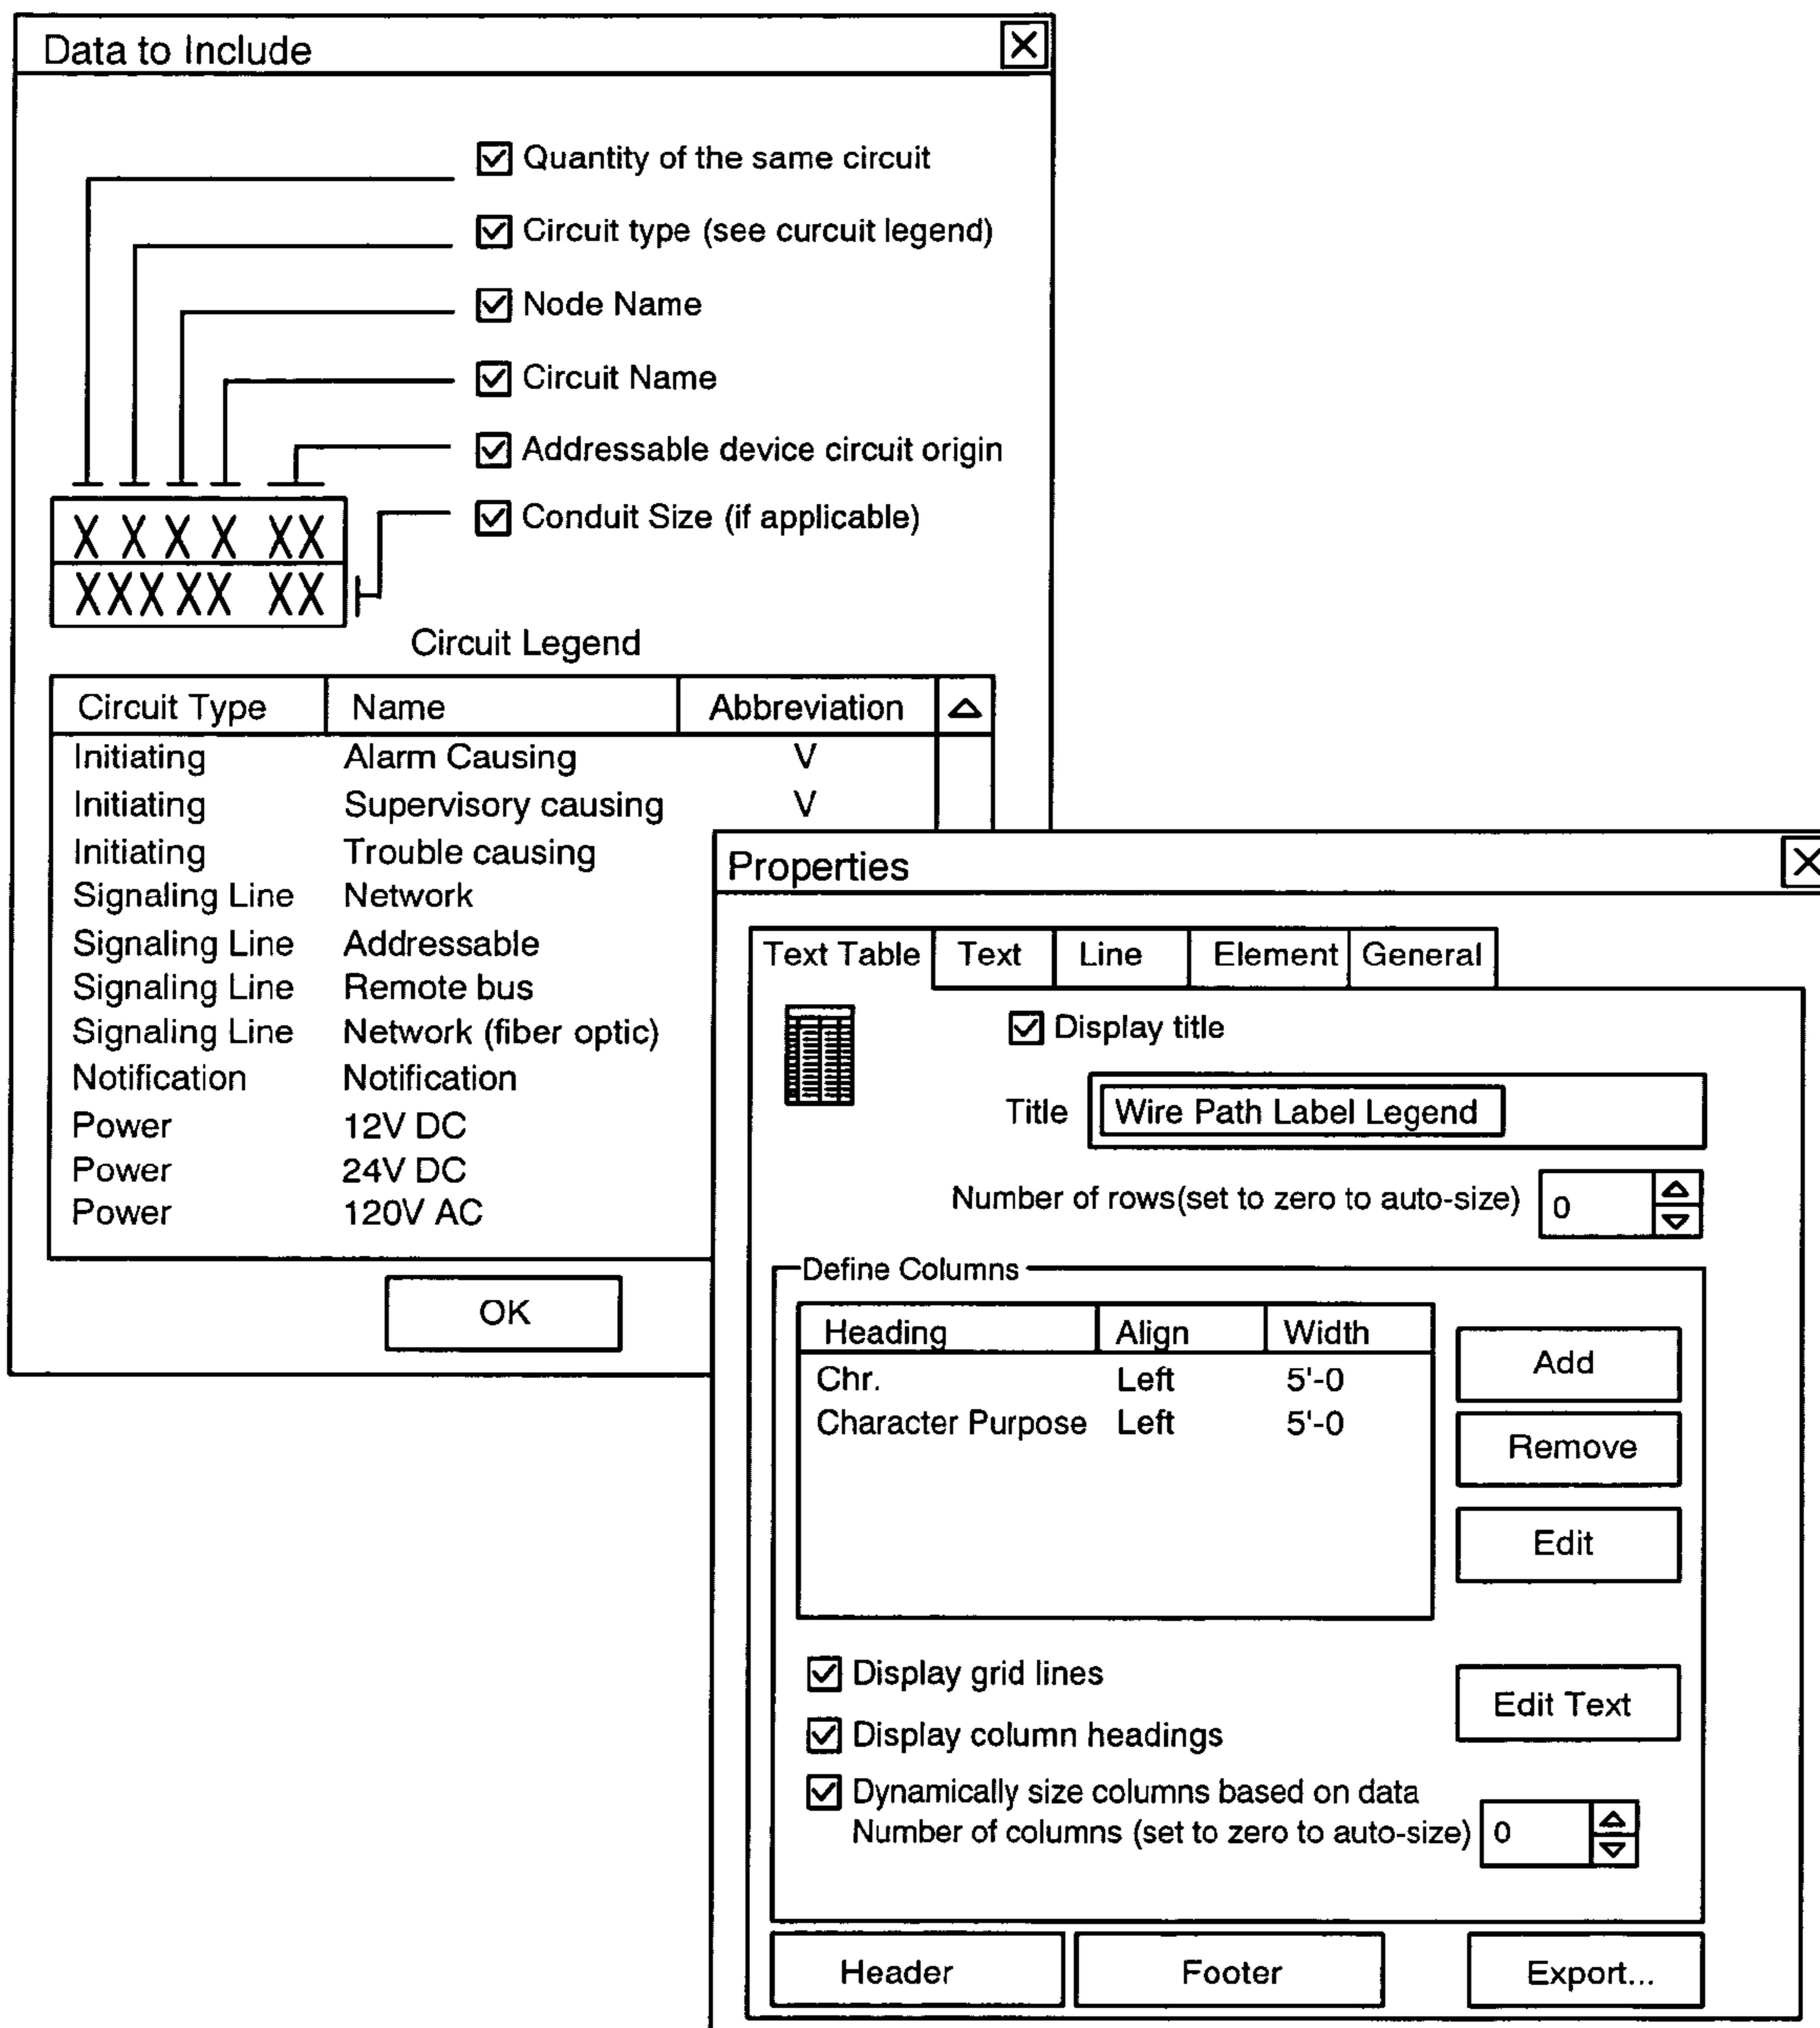 Data to Include
Quantity of the same circuit
Circuit type (see curcuit legend)
Node Name
Circuit Name
Addressable device circuit origin
Conduit Size (if applicable)
X X X X XX
XXXXX XX
Circuit Legend
Circuit Type Name Abbreviation
Initiating Alarm Causing V
Initiating Supervisory causing V
Initiating Trouble causing
Signaling Line Network
Signaling Line Addressable
Signaling Line Remote bus
Signaling Line Network (fiber optic)
Notification Notification
Power 12V DC
Power 24V DC
Power 120V AC
OK
Properties
Text Table Text Line Element General
Display title
Title Wire Path Label Legend
Number of rows(set to zero to auto-size) 0
Define Columns
Heading Align Width
Chr. Left 5'-0
Character Purpose Left 5'-0
Add
Remove
Edit
Display grid lines
Display column headings
Edit Text
Dynamically size columns based on data
Number of columns (set to zero to auto-size) 0
Header Footer Export...